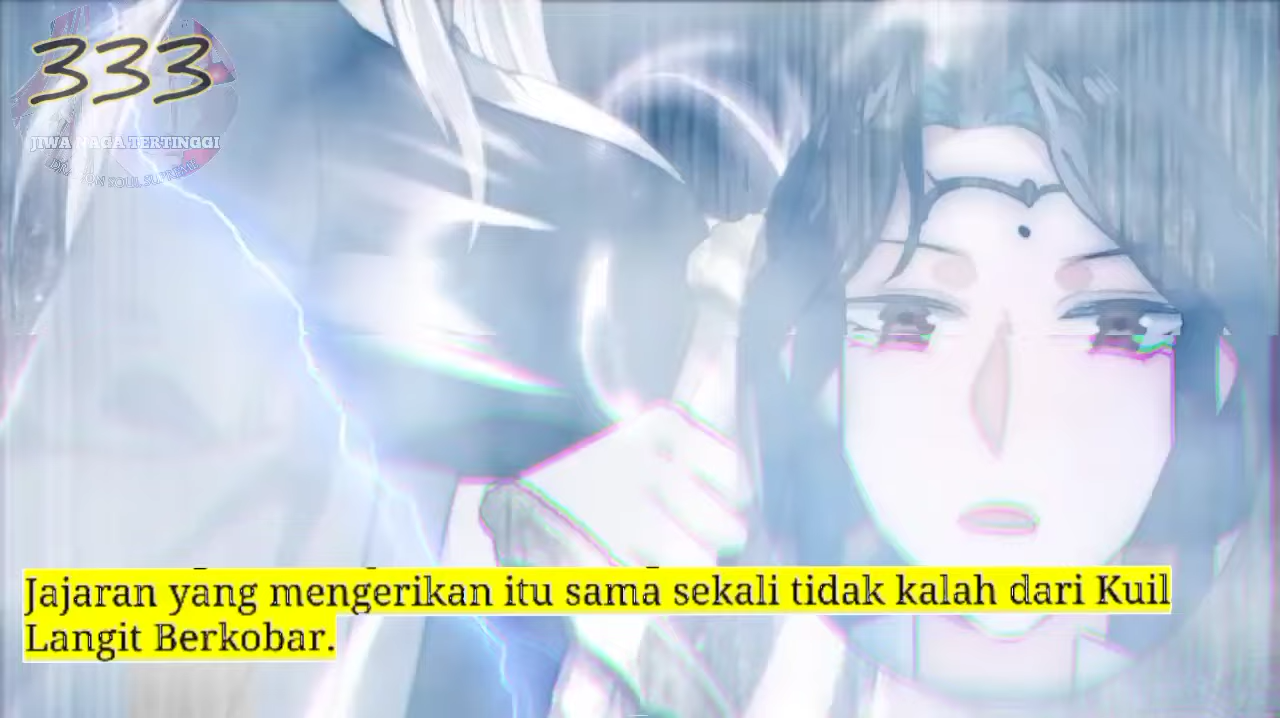 333
JIWA NAGA TERTINGGI
Jajaran yang mengerikan itu sama sekali tidak kalah dari Kuil
Langit Berkobar.